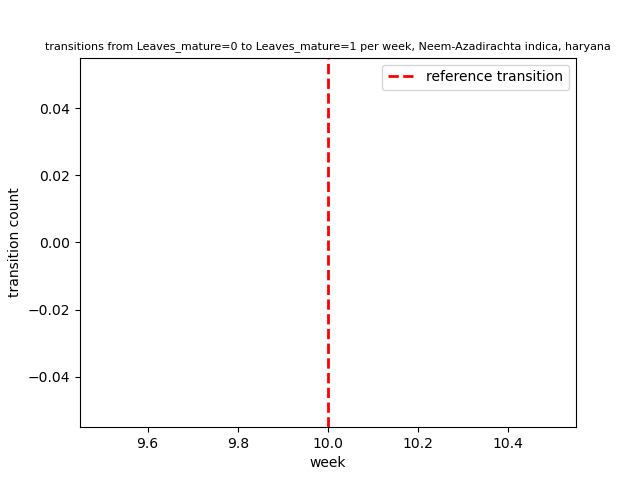 transitions from Leaves_mature=0 to Leaves_mature=1 per week, Neem-Azadirachta indica, haryana
reference transition
0.04
0.02
0.00
−0.02
−0.04
transition count
9.6 9.8 10.0 10.2 10.4
week